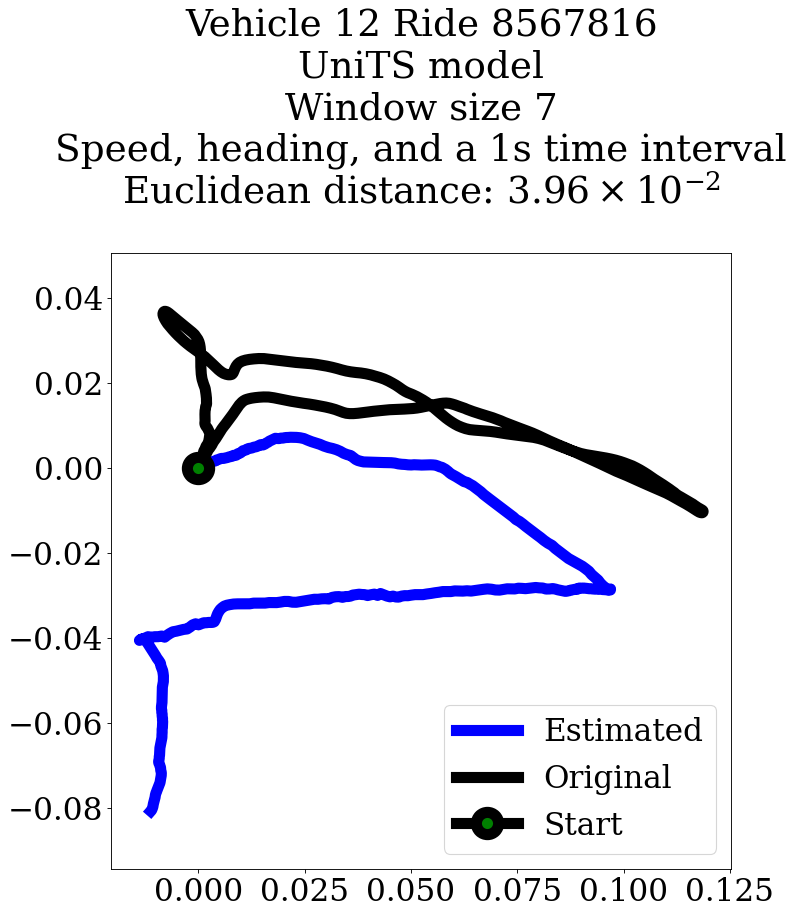 Vehicle 12 Ride 8567816
UniTS model
Window size 7
Speed, heading, and a 1s time interval
Euclidean distance: 3.96 × 10⁻²
0.04
0.02
0.00
−0.02
−0.04
−0.06
−0.08
Estimated
Original
Start
0.000 0.025 0.050 0.075 0.100 0.125